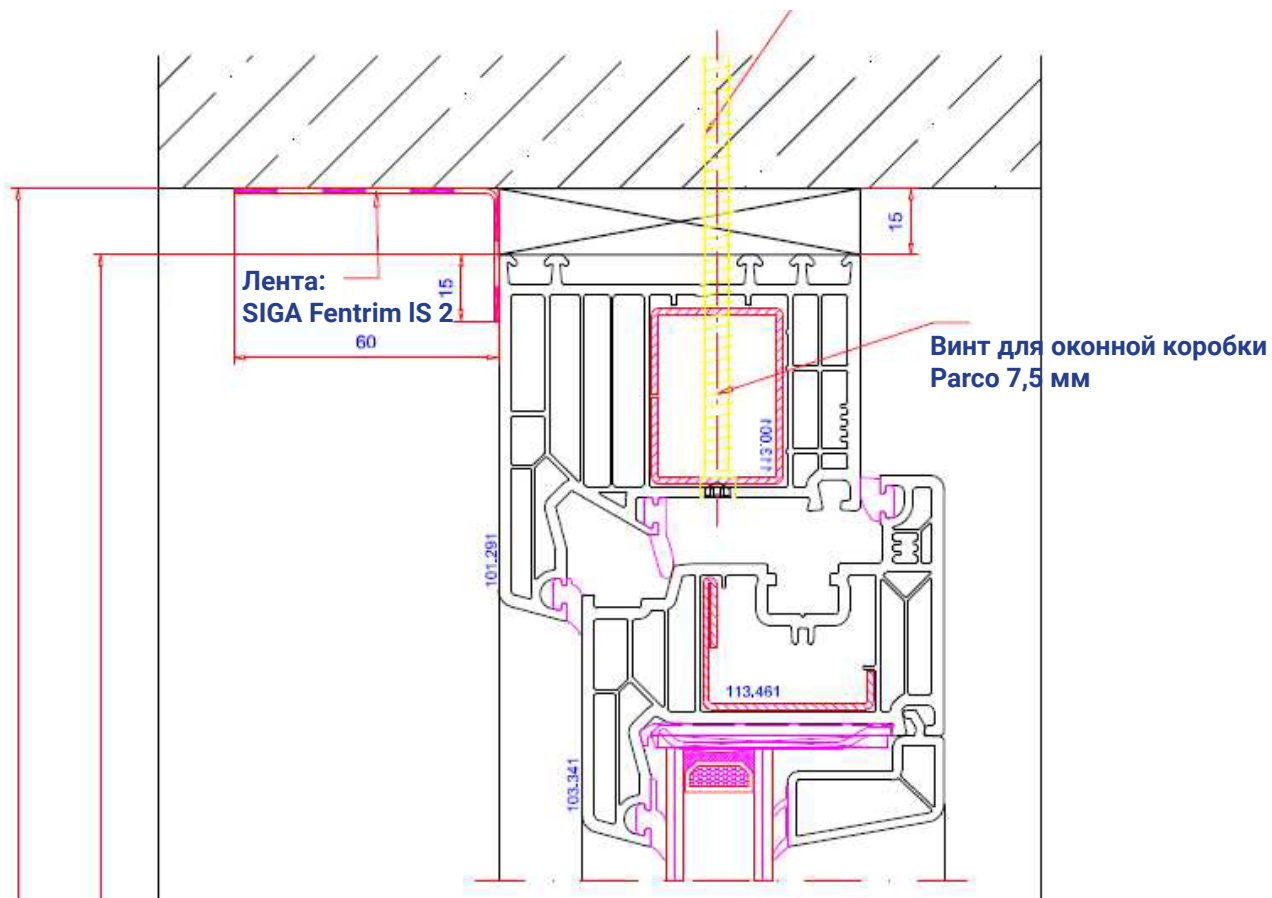 15
Лента:
SIGA Fentrim IS 2
15
60
Винт для оконной коробки
Parco 7,5 мм
113.001
101.291
113.461
103.341